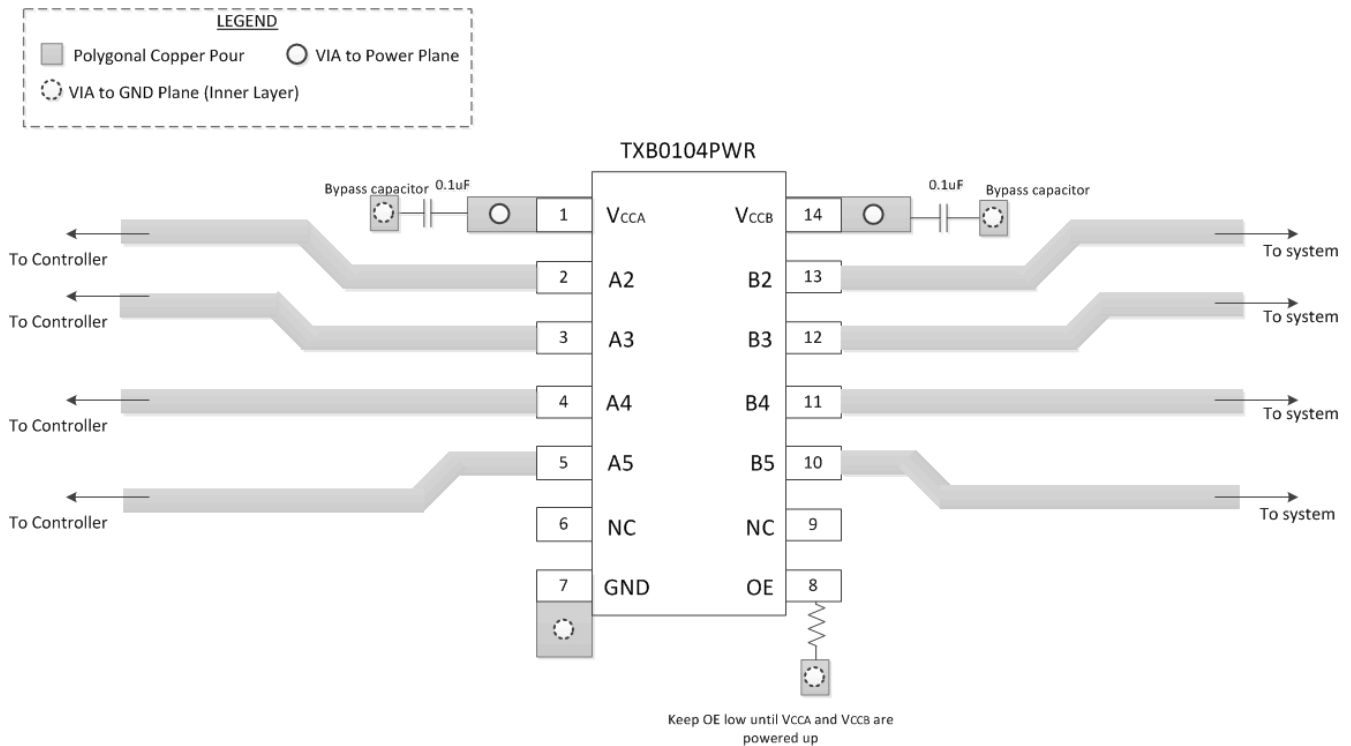 LEGEND
Polygonal Copper Pour
VIA to Power Plane
VIA to GND Plane (Inner Layer)
TXB0104PWR
Bypass capacitor
0.1uF
0.1uF
Bypass capacitor
1
VCCA
VCCB
14
To Controller
To system
2
A2
B2
13
To Controller
To system
3
A3
B3
12
To Controller
To system
4
A4
B4
11
5
A5
B5
10
To Controller
To system
6
NC
NC
9
7
GND
OE
8
Keep OE low until VCCA and VCCB are
powered up